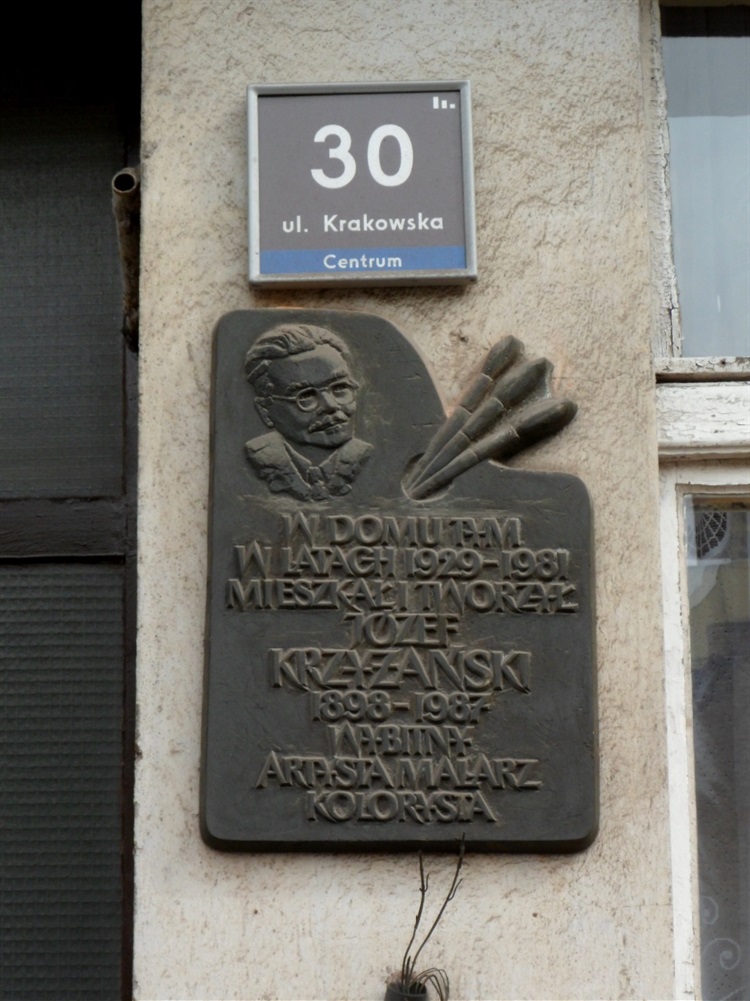 30
ul. Krakowska
Centrum
W DOMU TYM
W LATACH 1929-1981
MIESZKAŁ I TWORZYŁ
JÓZEF
KRZYŻAŃSKI
1898-1987
WYBITNY
ARTYSTA MALARZ
KOLORYSTA